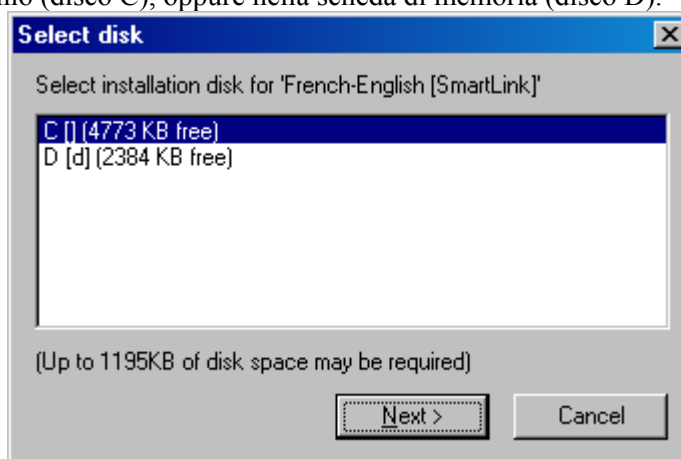 (disco C), oppure nella scheda di memoria (disco D).
Select disk
Select installation disk for 'French-English [SmartLink]'
C [] (4773 KB free)
D [d] (2384 KB free)
(Up to 1195KB of disk space may be required)
Next >
Cancel